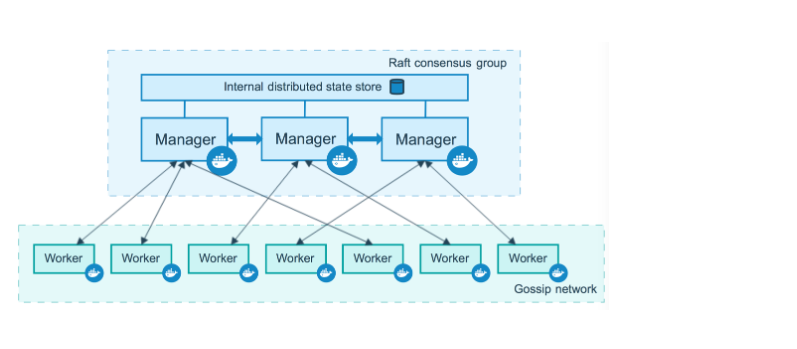 Raft consensus group
Internal distributed state store
Manager
Manager
Manager
Worker
Worker
Worker
Worker
Worker
Worker
Worker
Gossip network